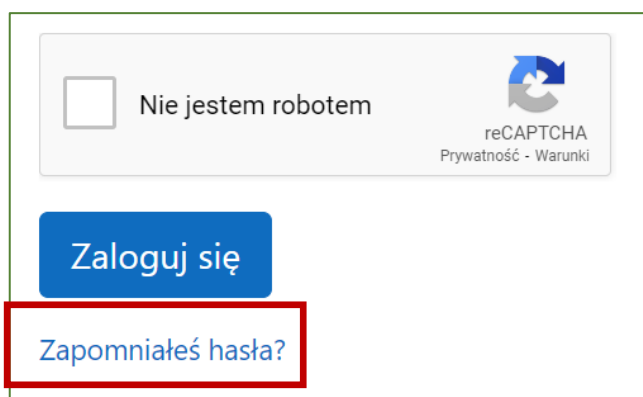 Nie jestem robotem
reCAPTCHA
Prywatność - Warunki
Zaloguj się
Zapomniałeś hasła?